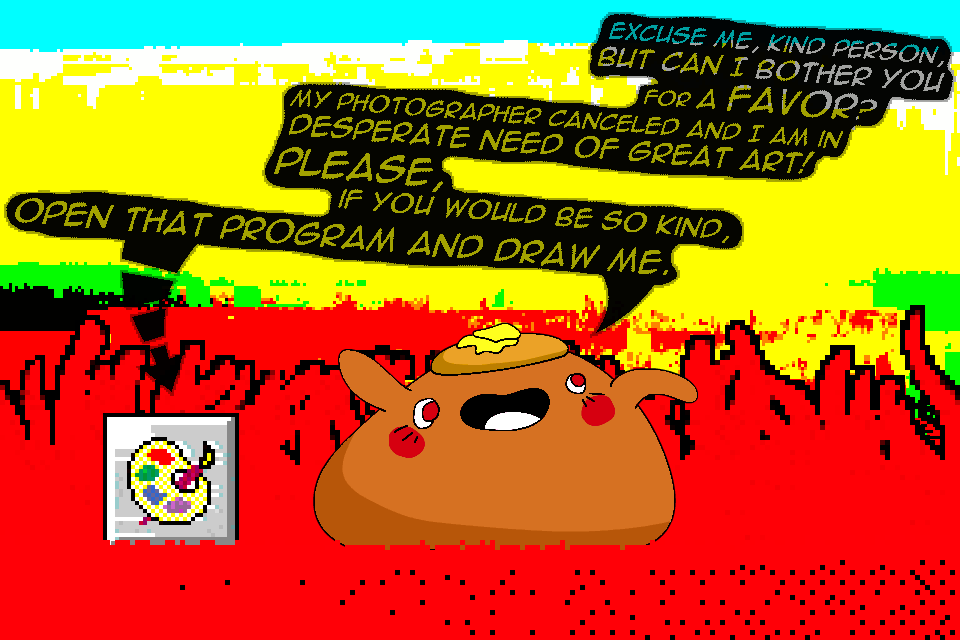 EXCUSE ME, KIND PERSON,
BUT CAN I BOTHER YOU
FOR A FAVOR?
MY PHOTOGRAPHER CANCELED AND I AM IN
DESPERATE NEED OF GREAT ART!
PLEASE,
IF YOU WOULD BE SO KIND,
OPEN THAT PROGRAM AND DRAW ME.